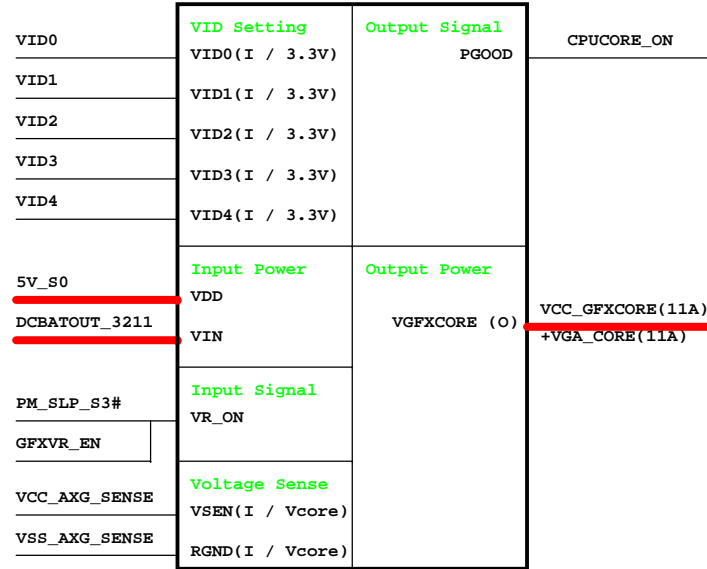 VID0
VID1
VID2
VID3
VID4
5V_S0
DCBATOUT_3211
PM_SLP_S3#
GFXVR_EN
VCC_AXG_SENSE
VSS_AXG_SENSE
VID Setting
VID0(I / 3.3V)
VID1(I / 3.3V)
VID2(I / 3.3V)
VID3(I / 3.3V)
VID4(I / 3.3V)
Input Power
VDD
VIN
Input Signal
VR_ON
Voltage Sense
VSEN(I / Vcore)
RGND(I / Vcore)
Output Signal
PGOOD
Output Power
VGFXCORE (O)
CPUCORE_ON
VCC_GFXCORE(11A)
+VGA_CORE(11A)